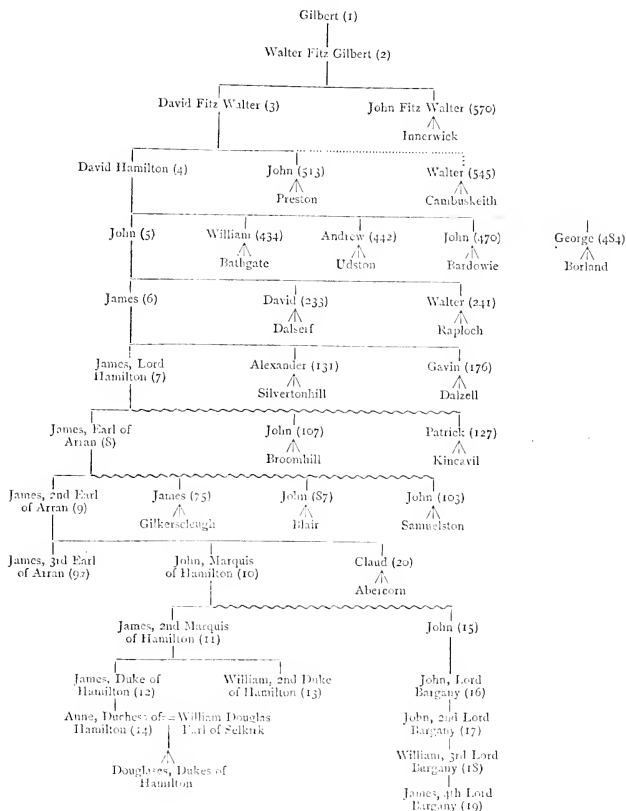 Gilbert (1)
Walter Fitz Gilbert (2)
David Fitz Walter (3) John Fitz Walter (570)
Innerwick
David Hamilton (4) John (513) Walter (545)
Preston Cambuskeith
John (5) William (434) Andrew (442) John (470) George (484)
Bathgate Udston Bardowie Borland
James (6) David (233) Walter (241)
Dalserf Raploch
James, Lord Alexander (131) Gavin (176)
Hamilton (7) Silvertonhill Dalzell
James, Earl of John (107) Patrick (127)
Arran (8) Broomhill Kincavil
James, 2nd Earl James (75) John (87) John (103)
of Arran (9) Gilkerscleugh Blair Samuelston
James, 3rd Earl John, Marquis Claud (20)
of Arran (92) of Hamilton (10) Abercorn
James, 2nd Marquis John (15)
of Hamilton (11)
James, Duke of William, 2nd Duke John, Lord
Hamilton (12) of Hamilton (13) Bargany (16)
Anne, Duchess of = William Douglas John, 2nd Lord
Hamilton (14) Earl of Selkirk Bargany (17)
William, 3rd Lord
Douglases, Dukes of Bargany (18)
Hamilton James, 4th Lord
Bargany (19)